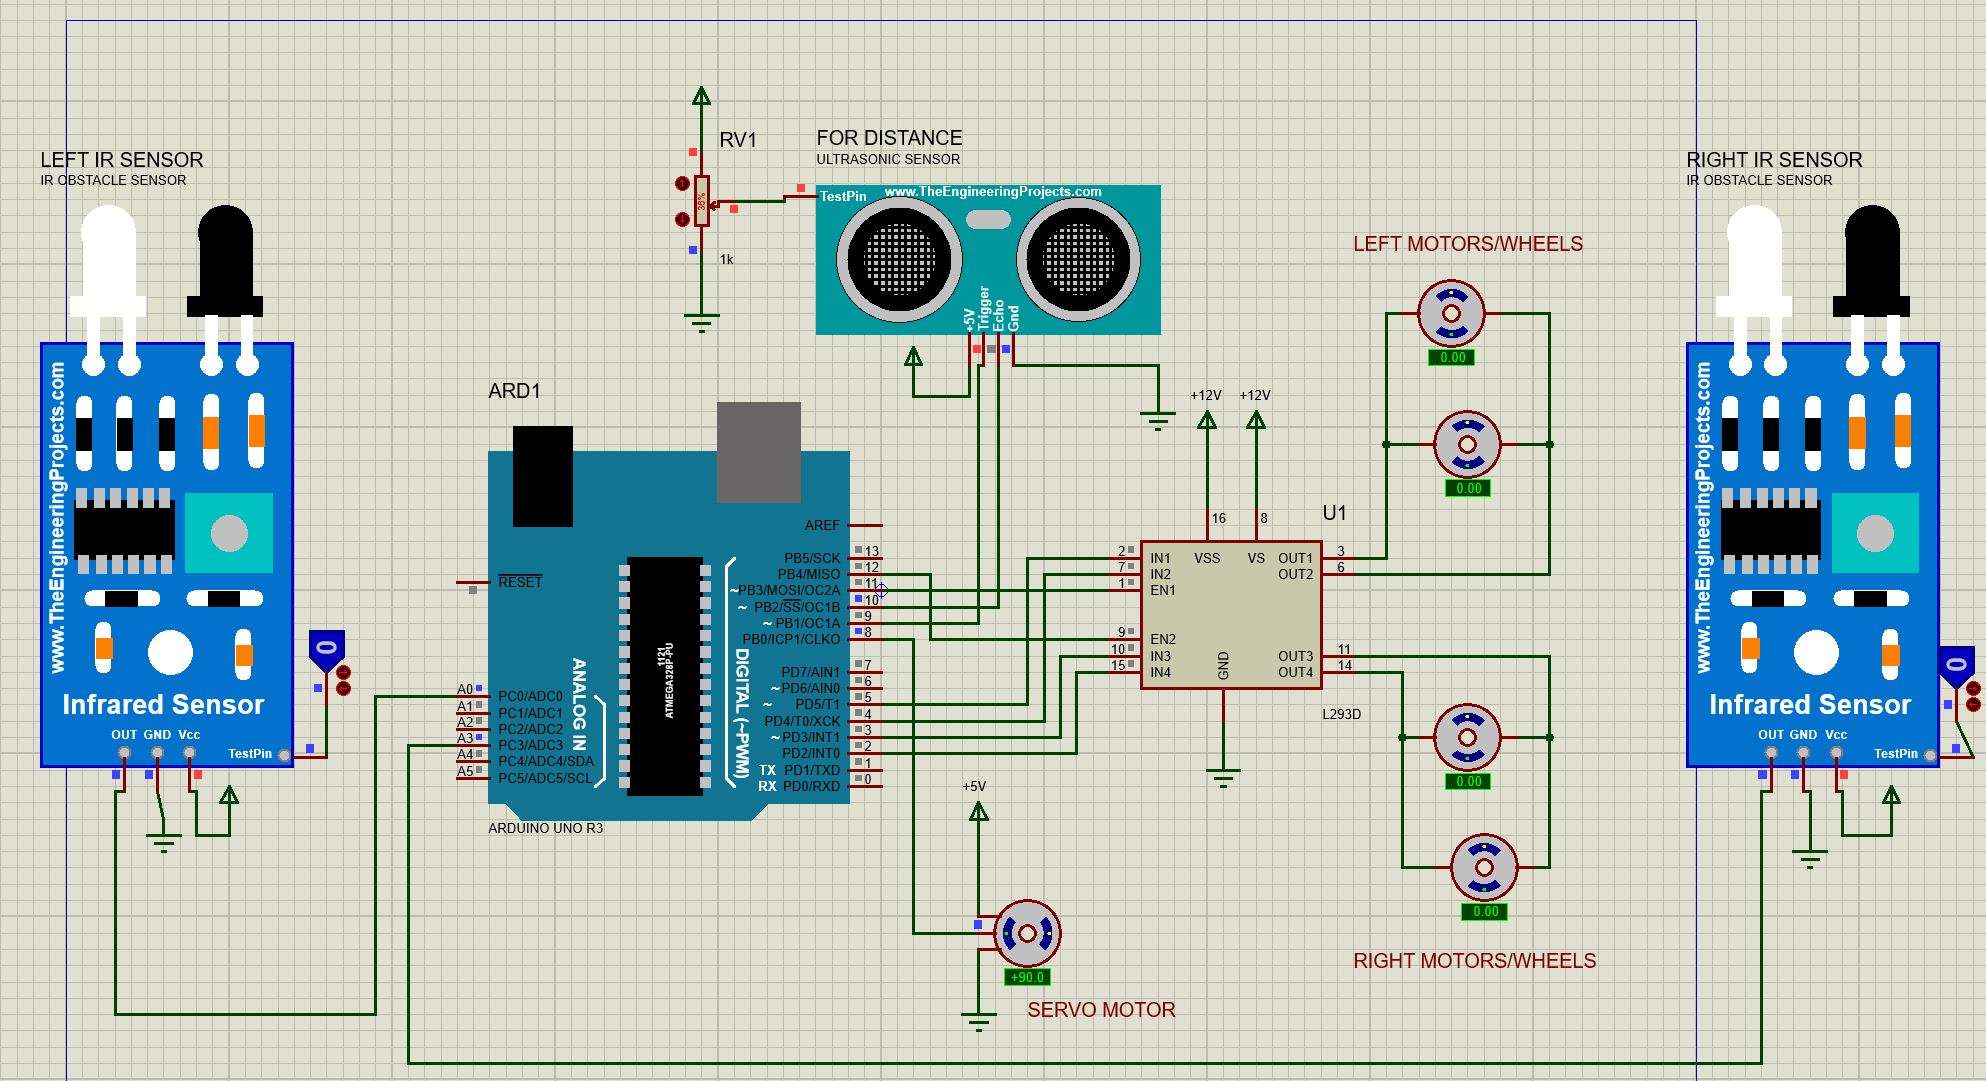 RV1
36%
1k
FOR DISTANCE
ULTRASONIC SENSOR
TestPin
www.TheEngineeringProjects.com
+5V
Trigger
Echo
Gnd
LEFT IR SENSOR
IR OBSTACLE SENSOR
www.TheEngineeringProjects.com
Infrared Sensor
OUT GND Vcc
TestPin
0
RIGHT IR SENSOR
IR OBSTACLE SENSOR
www.TheEngineeringProjects.com
Infrared Sensor
OUT GND Vcc
TestPin
0
LEFT MOTORS/WHEELS
0.00
0.00
ARD1
AREF
RESET
PB5/SCK 13
PB4/MISO 12
~PB3/MOSI/OC2A 11
~ PB2/SS/OC1B 10
~ PB1/OC1A 9
PB0/ICP1/CLKO 8
PD7/AIN1 7
~ PD6/AIN0 6
~ PD5/T1 5
PD4/T0/XCK 4
~ PD3/INT1 3
PD2/INT0 2
TX PD1/TXD 1
RX PD0/RXD 0
A0 PC0/ADC0
A1 PC1/ADC1
A2 PC2/ADC2
A3 PC3/ADC3
A4 PC4/ADC4/SDA
A5 PC5/ADC5/SCL
ANALOG IN
1121
ATMEGA328P-PU
DIGITAL (~PWM)
ARDUINO UNO R3
+12V
+12V
U1
16
8
VSS
VS
2 IN1
7 IN2
1 EN1
9 EN2
10 IN3
15 IN4
OUT1 3
OUT2 6
OUT3 11
OUT4 14
GND
L293D
0.00
0.00
RIGHT MOTORS/WHEELS
+5V
+90.0
SERVO MOTOR